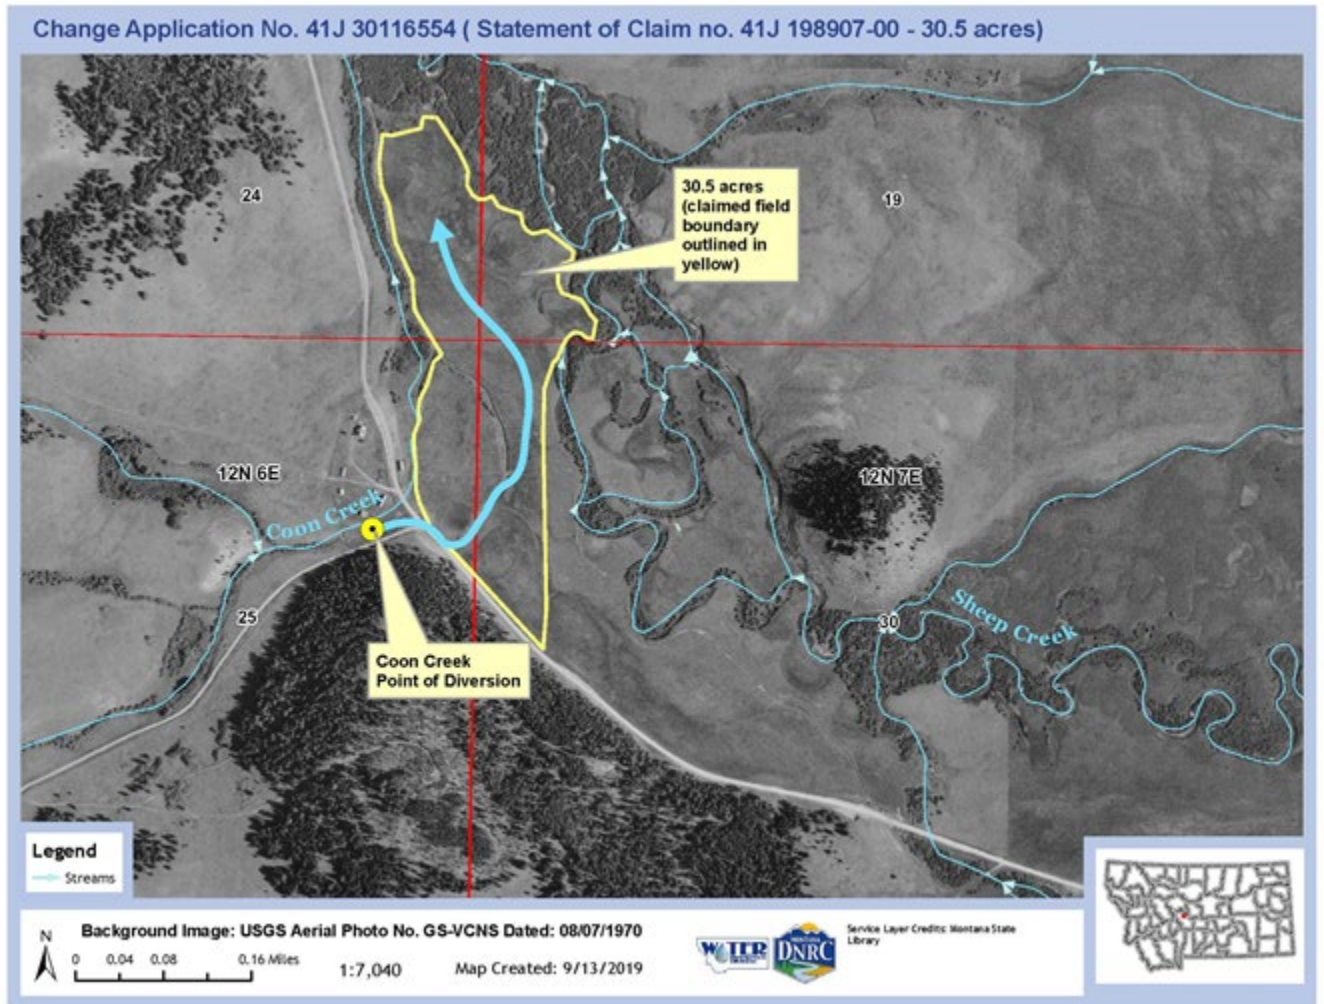 Change Application No. 41J 30116554 ( Statement of Claim no. 41J 198907-00 - 30.5 acres)
24
30.5 acres
(claimed field
boundary
outlined in
yellow)
19
12N 6E
12N 7E
Coon Creek
25
30
Sheep Creek
Coon Creek
Point of Diversion
Legend
Streams
Background Image: USGS Aerial Photo No. GS-VCNS Dated: 08/07/1970
N
0 0.04 0.08 0.16 Miles
1:7,040
Map Created: 9/13/2019
DNRC
Service Layer Credits: Montana State
Library